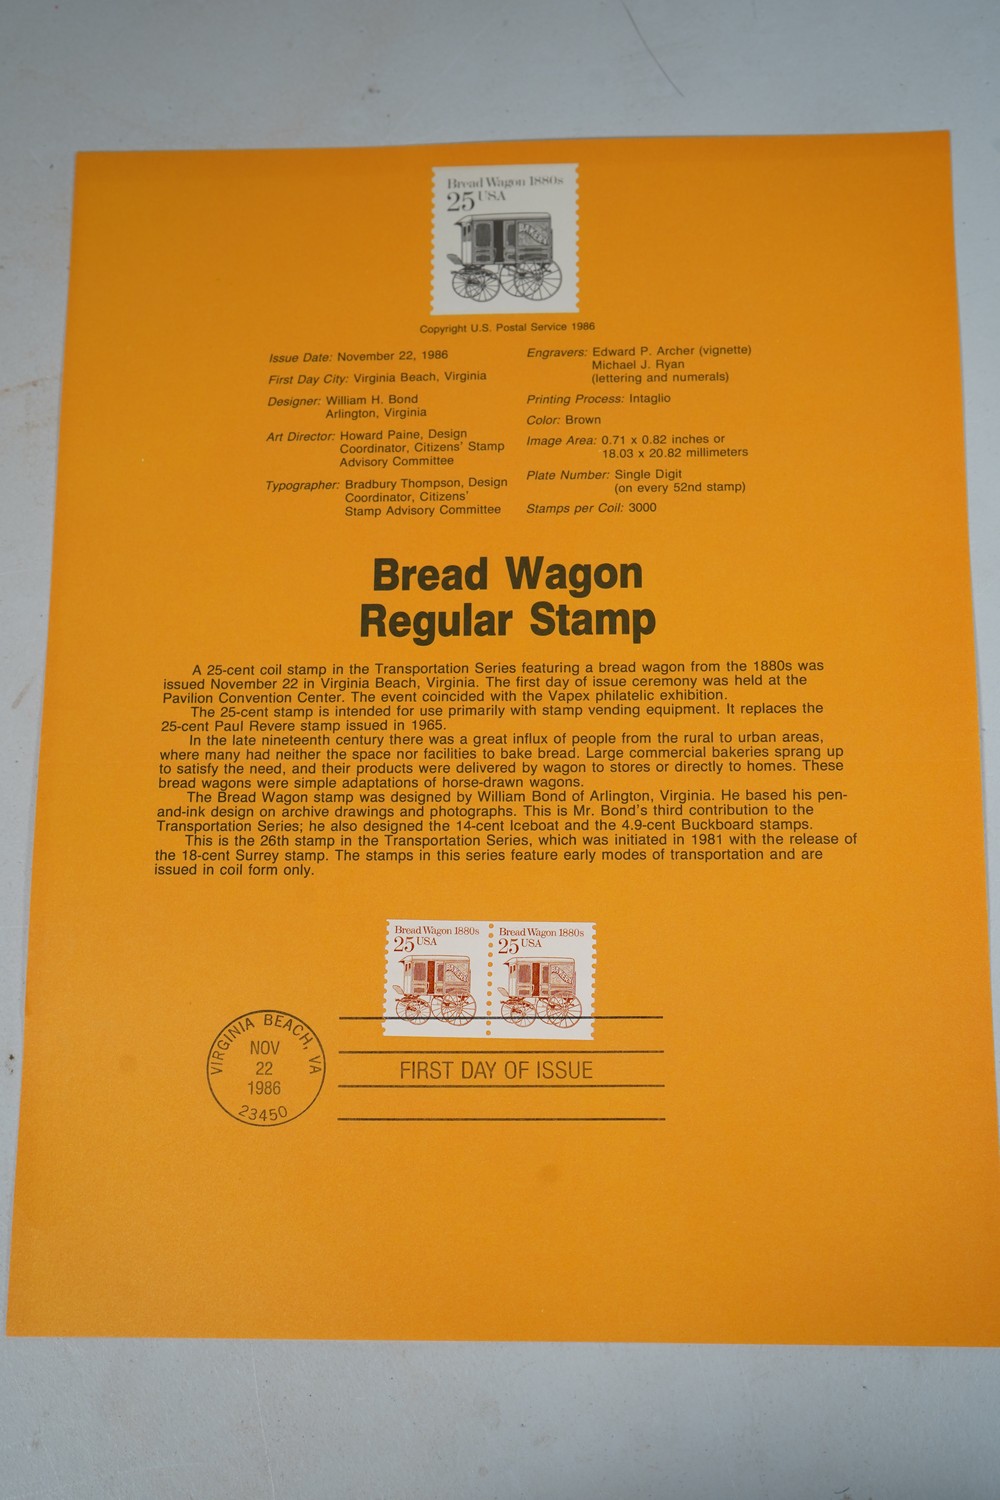 Bread Wagon 1880s
25 USA
BAKERY
Copyright U.S. Postal Service 1986
Issue Date: November 22, 1986
First Day City: Virginia Beach, Virginia
Designer: William H. Bond
Arlington, Virginia
Art Director: Howard Paine, Design
Coordinator, Citizens' Stamp
Advisory Committee
Typographer: Bradbury Thompson, Design
Coordinator, Citizens'
Stamp Advisory Committee
Engravers: Edward P. Archer (vignette)
Michael J. Ryan
(lettering and numerals)
Printing Process: Intaglio
Color: Brown
Image Area: 0.71 x 0.82 inches or
18.03 x 20.82 millimeters
Plate Number: Single Digit
(on every 52nd stamp)
Stamps per Coil: 3000
Bread Wagon
Regular Stamp
A 25-cent coil stamp in the Transportation Series featuring a bread wagon from the 1880s was
issued November 22 in Virginia Beach, Virginia. The first day of issue ceremony was held at the
Pavilion Convention Center. The event coincided with the Vapex philatelic exhibition.
The 25-cent stamp is intended for use primarily with stamp vending equipment. It replaces the
25-cent Paul Revere stamp issued in 1965.
In the late nineteenth century there was a great influx of people from the rural to urban areas,
where many had neither the space nor facilities to bake bread. Large commercial bakeries sprang up
to satisfy the need, and their products were delivered by wagon to stores or directly to homes. These
bread wagons were simple adaptations of horse-drawn wagons.
The Bread Wagon stamp was designed by William Bond of Arlington, Virginia. He based his pen-
and-ink design on archive drawings and photographs. This is Mr. Bond's third contribution to the
Transportation Series; he also designed the 14-cent Iceboat and the 4.9-cent Buckboard stamps.
This is the 26th stamp in the Transportation Series, which was initiated in 1981 with the release of
the 18-cent Surrey stamp. The stamps in this series feature early modes of transportation and are
issued in coil form only.
Bread Wagon 1880s
25 USA
Bread Wagon 1880s
25 USA
VIRGINIA BEACH, VA
NOV
22
1986
23450
FIRST DAY OF ISSUE